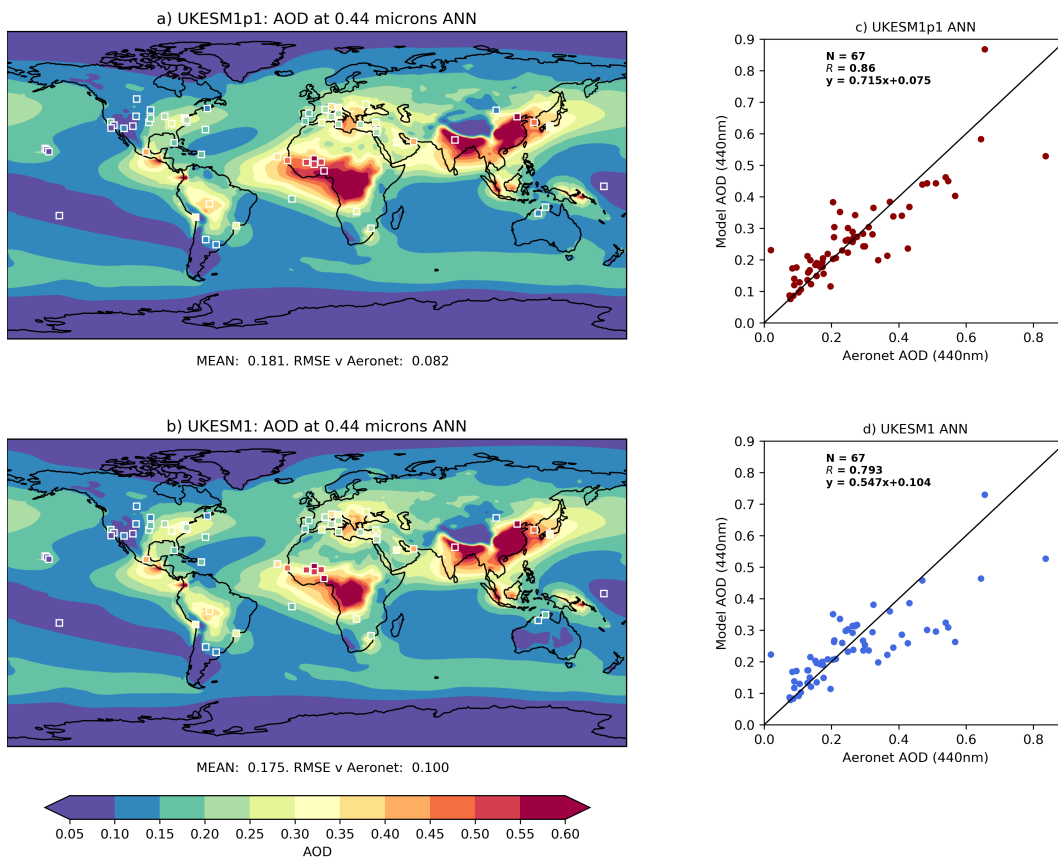 a) UKESM1p1: AOD at 0.44 microns ANN
MEAN:  0.181. RMSE v Aeronet:  0.082
c) UKESM1p1 ANN
N = 67
R = 0.86
y = 0.715x+0.075
Model AOD (440nm)
0.9
0.8
0.7
0.6
0.5
0.4
0.3
0.2
0.1
0.0
0.0 0.2 0.4 0.6 0.8
Aeronet AOD (440nm)
b) UKESM1: AOD at 0.44 microns ANN
MEAN:  0.175. RMSE v Aeronet:  0.100
0.05 0.10 0.15 0.20 0.25 0.30 0.35 0.40 0.45 0.50 0.55 0.60
AOD
d) UKESM1 ANN
N = 67
R = 0.793
y = 0.547x+0.104
Model AOD (440nm)
0.9
0.8
0.7
0.6
0.5
0.4
0.3
0.2
0.1
0.0
0.0 0.2 0.4 0.6 0.8
Aeronet AOD (440nm)